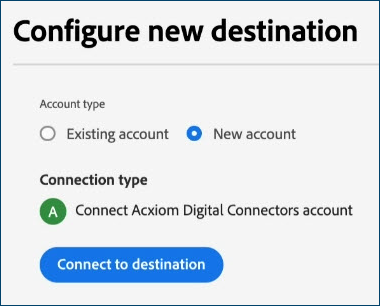 Configure new destination
Account type
Existing account New account
Connection type
A Connect Acxiom Digital Connectors account
Connect to destination